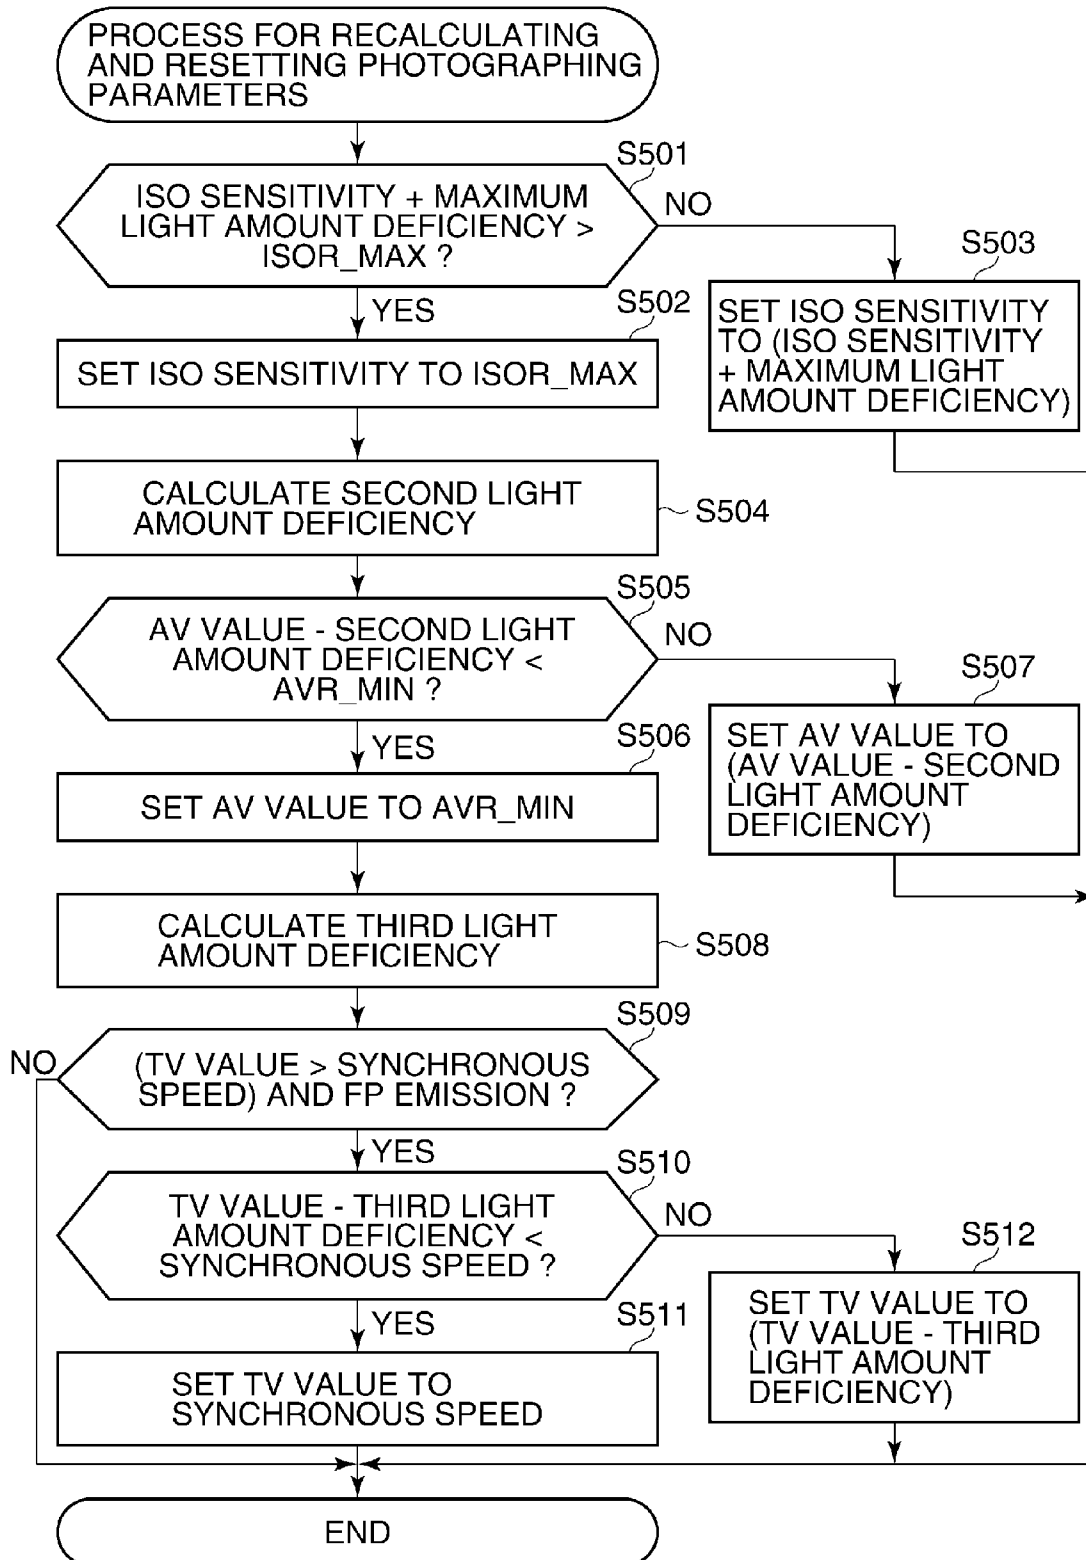 PROCESS FOR RECALCULATING
AND RESETTING PHOTOGRAPHING
PARAMETERS
S501
ISO SENSITIVITY + MAXIMUM
LIGHT AMOUNT DEFICIENCY >
ISOR_MAX ?
NO
YES
S503
SET ISO SENSITIVITY
TO (ISO SENSITIVITY
+ MAXIMUM LIGHT
AMOUNT DEFICIENCY)
S502
SET ISO SENSITIVITY TO ISOR_MAX
CALCULATE SECOND LIGHT
AMOUNT DEFICIENCY
S504
S505
AV VALUE - SECOND LIGHT
AMOUNT DEFICIENCY <
AVR_MIN ?
NO
YES
S507
SET AV VALUE TO
(AV VALUE - SECOND
LIGHT AMOUNT
DEFICIENCY)
S506
SET AV VALUE TO AVR_MIN
CALCULATE THIRD LIGHT
AMOUNT DEFICIENCY
S508
S509
NO
(TV VALUE > SYNCHRONOUS
SPEED) AND FP EMISSION ?
YES
S510
TV VALUE - THIRD LIGHT
AMOUNT DEFICIENCY <
SYNCHRONOUS SPEED ?
NO
YES
S512
SET TV VALUE TO
(TV VALUE - THIRD
LIGHT AMOUNT
DEFICIENCY)
S511
SET TV VALUE TO
SYNCHRONOUS SPEED
END